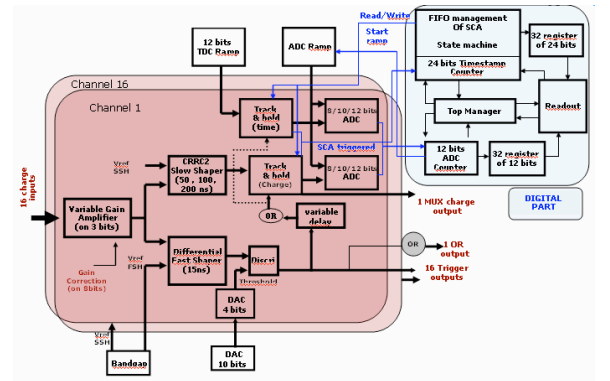 Read/Write
Start
ramp
FIFO management
Of SCA
State machine
24 bits Timestamp
Counter
32 register
of 24 bits
Readout
Top Manager
12 bits
ADC
Counter
32 register
of 12 bits
DIGITAL
PART
12 bits
TDC Ramp
ADC Ramp
Channel 16
Channel 1
Track
& hold
(time)
8/10/12 bits
ADC
SCA triggered
Vref
SSH
CRRC2
Slow Shaper
(50, 100,
200 ns)
Track
& hold
(Charge)
8/10/12 bits
ADC
16 charge
inputs
1 MUX charge
output
Variable Gain
Amplifier
(on 3 bits)
OR
variable
delay
Gain
Correction
(on 8bits)
Vref
FSH
Differential
Fast Shaper
(15ns)
Discri
Threshold
OR
1 OR
output
16 Trigger
outputs
DAC
4 bits
Vref
SSH
Bandgap
DAC
10 bits